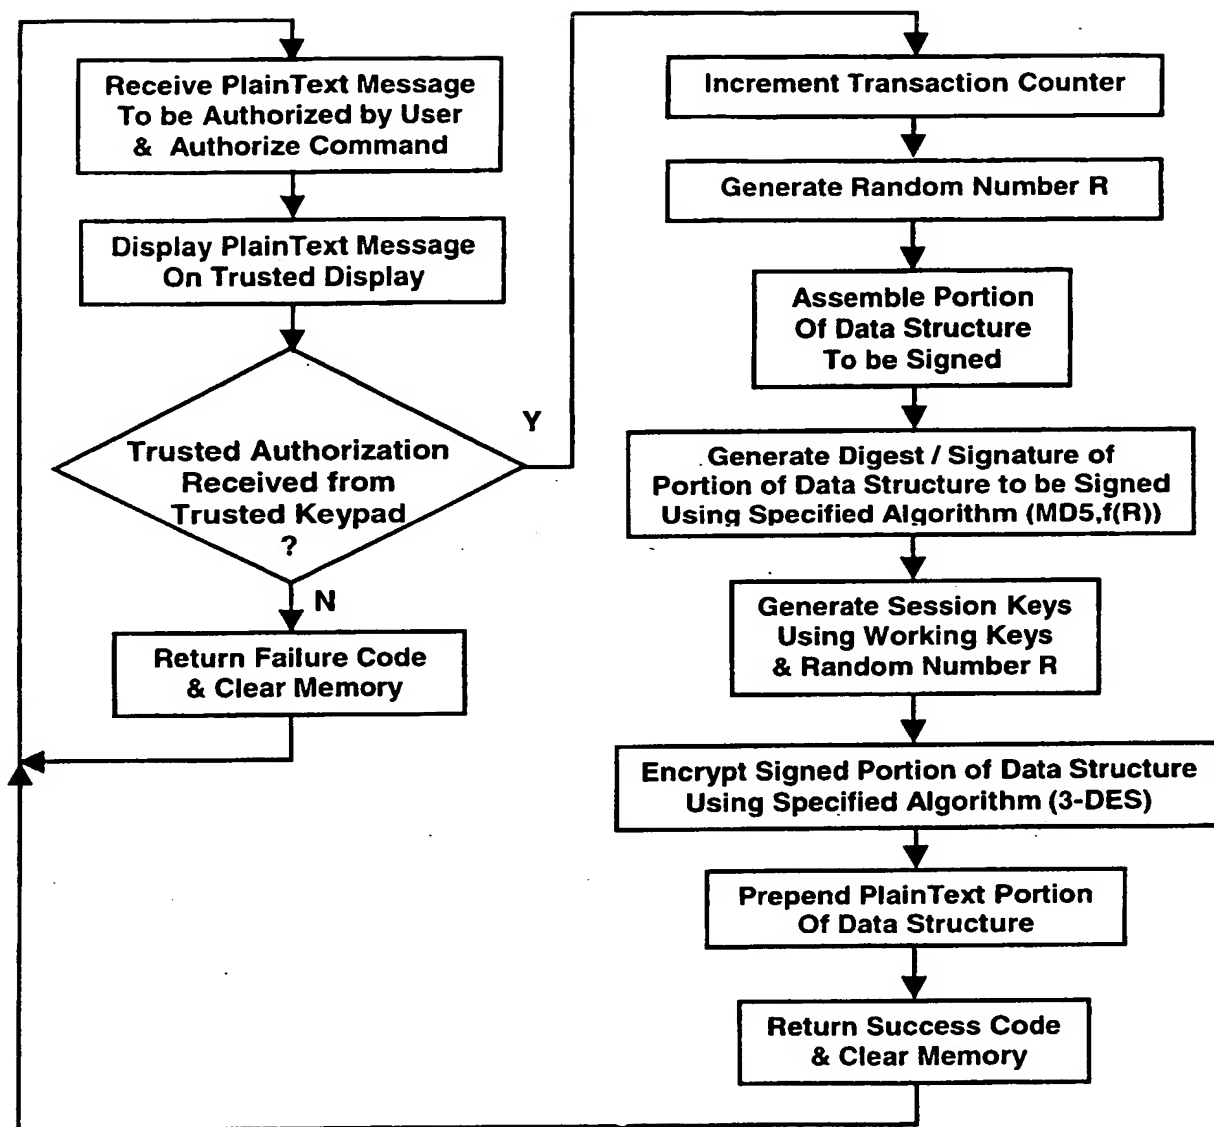 Receive PlainText Message
To be Authorized by User
& Authorize Command
Display PlainText Message
On Trusted Display
Trusted Authorization
Received from
Trusted Keypad
?
Y
N
Return Failure Code
& Clear Memory
Increment Transaction Counter
Generate Random Number R
Assemble Portion
Of Data Structure
To be Signed
Generate Digest / Signature of
Portion of Data Structure to be Signed
Using Specified Algorithm (MD5,f(R))
Generate Session Keys
Using Working Keys
& Random Number R
Encrypt Signed Portion of Data Structure
Using Specified Algorithm (3-DES)
Prepend PlainText Portion
Of Data Structure
Return Success Code
& Clear Memory